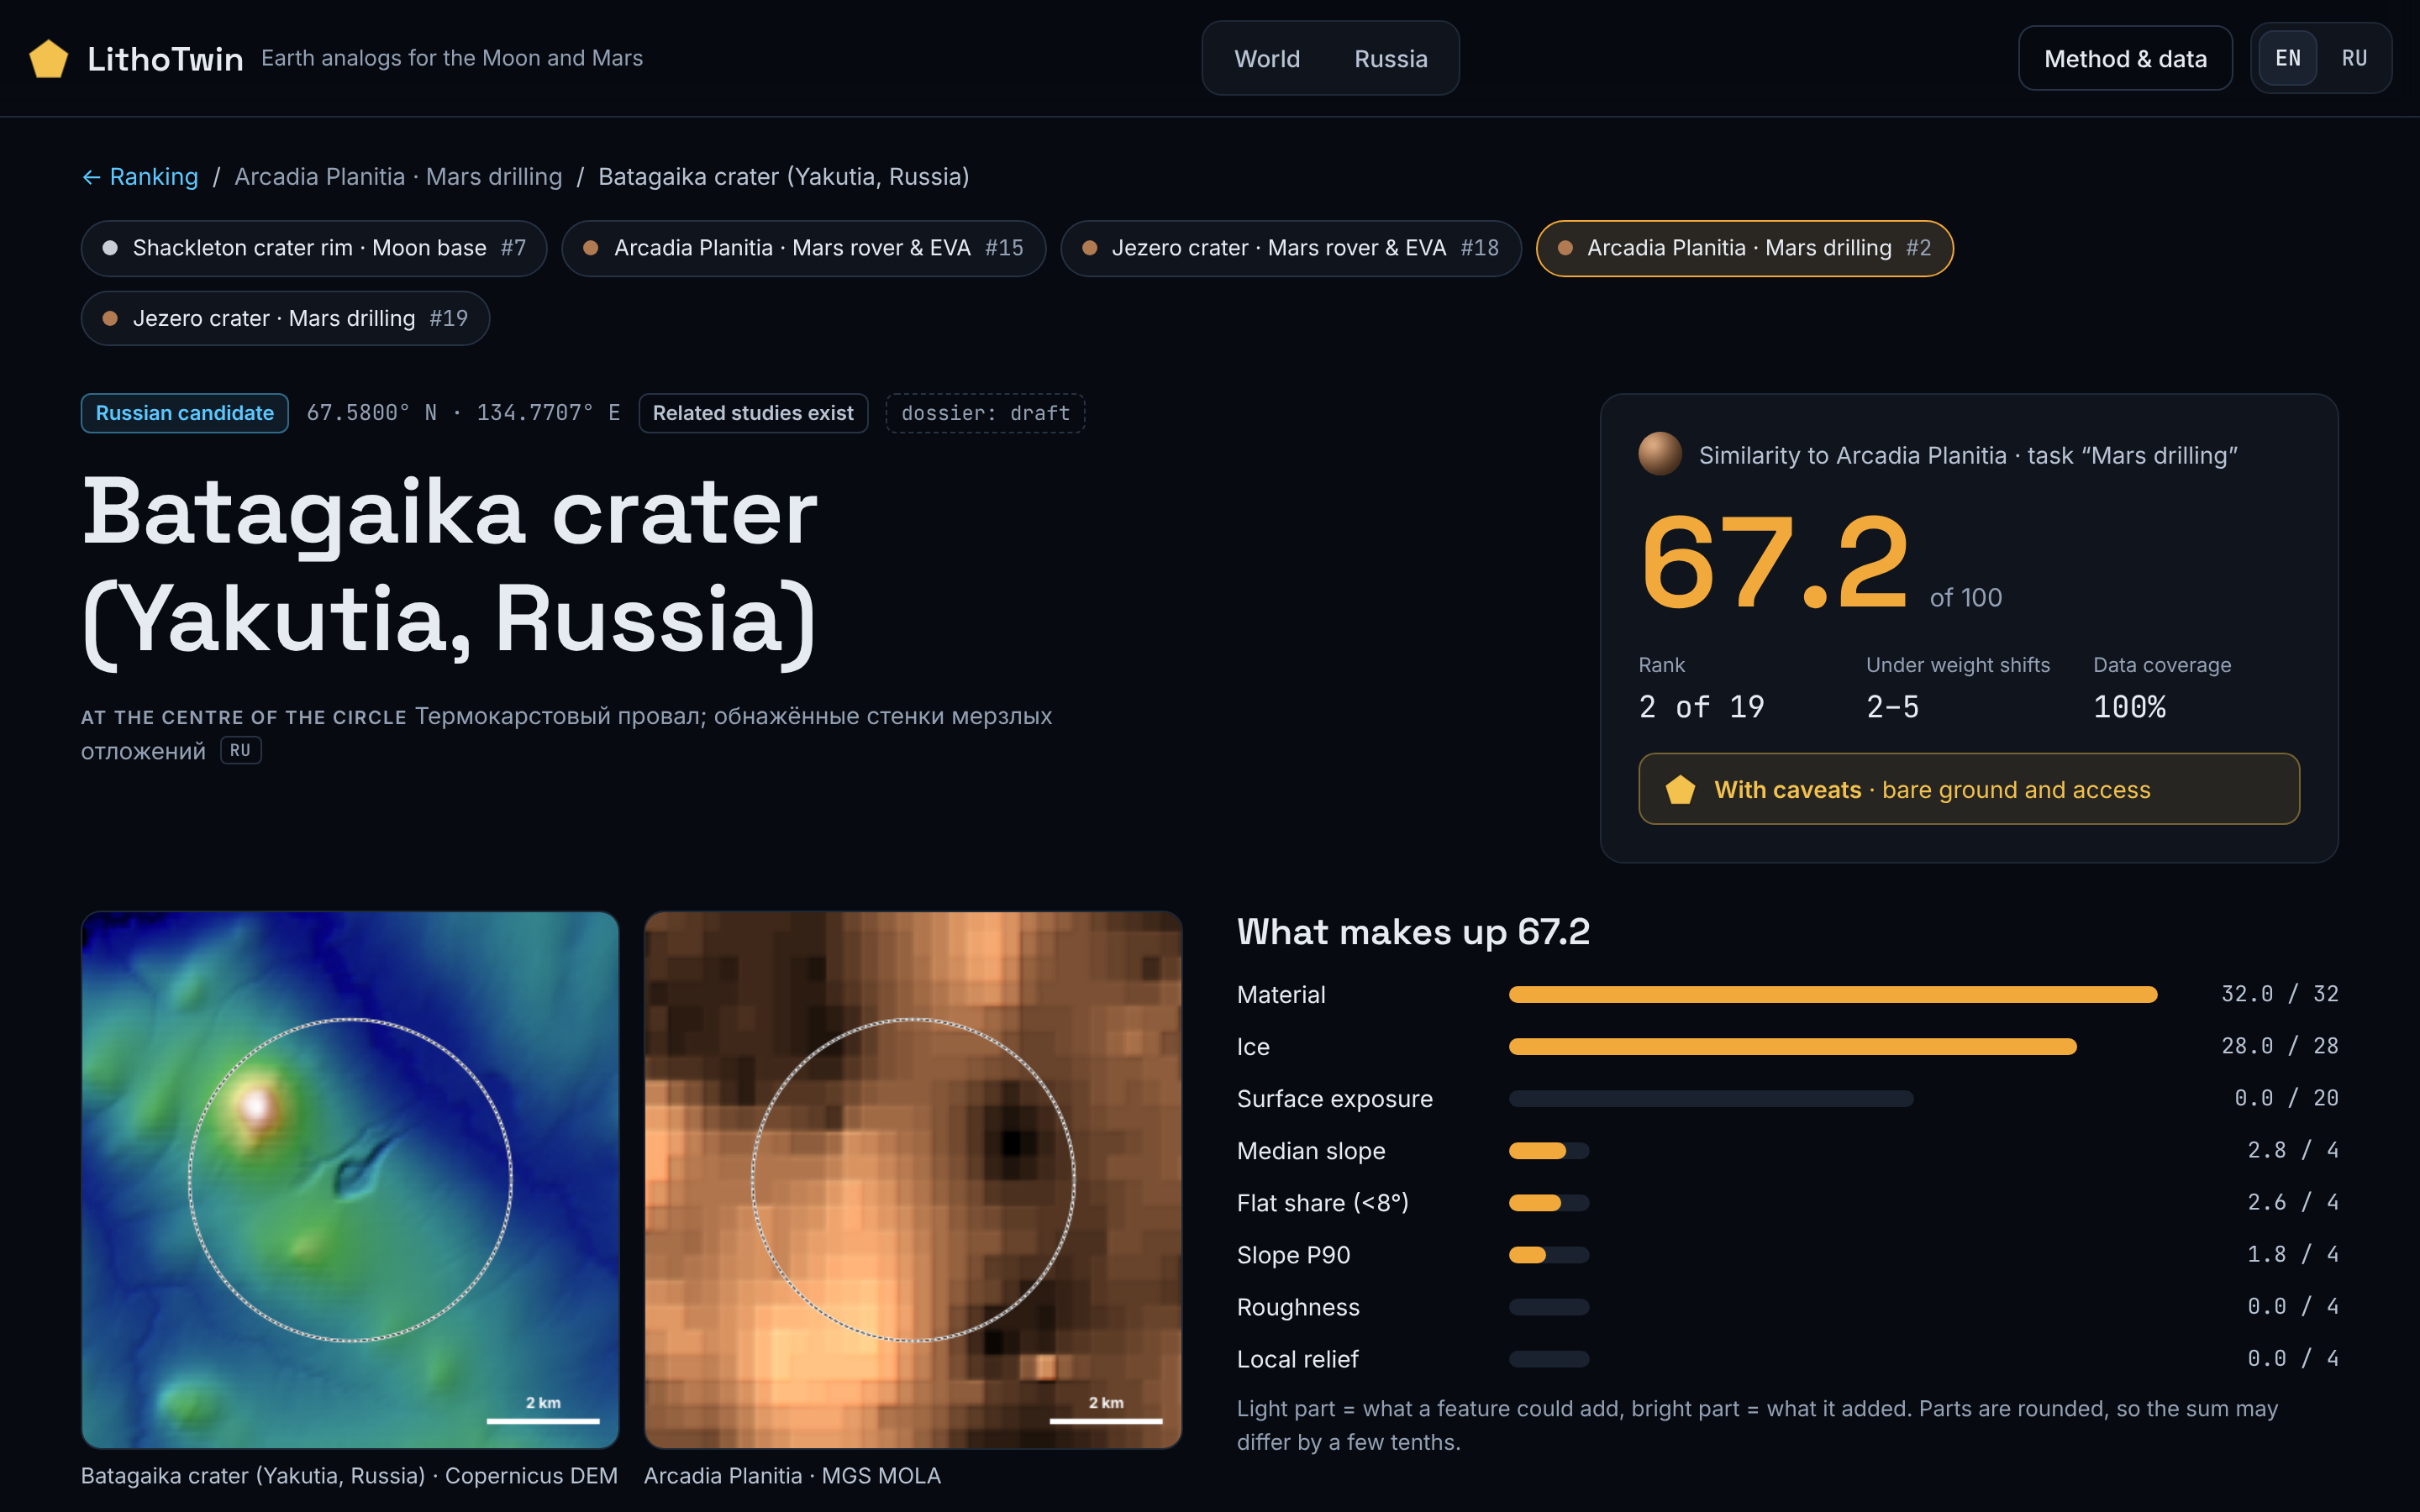 LithoTwin Earth analogs for the Moon and Mars World Russia Method & data EN RU
← Ranking / Arcadia Planitia · Mars drilling / Batagaika crater (Yakutia, Russia)
Shackleton crater rim · Moon base #7 Arcadia Planitia · Mars rover & EVA #15 Jezero crater · Mars rover & EVA #18 Arcadia Planitia · Mars drilling #2
Jezero crater · Mars drilling #19
Russian candidate 67.5800° N · 134.7707° E Related studies exist dossier: draft
Batagaika crater
(Yakutia, Russia)
AT THE CENTRE OF THE CIRCLE Термокарстовый провал; обнажённые стенки мерзлых
отложений RU
Similarity to Arcadia Planitia · task “Mars drilling”
67.2 of 100
Rank Under weight shifts Data coverage
2 of 19 2–5 100%
With caveats · bare ground and access
2 km
Batagaika crater (Yakutia, Russia) · Copernicus DEM
2 km
Arcadia Planitia · MGS MOLA
What makes up 67.2
Material 32.0 / 32
Ice 28.0 / 28
Surface exposure 0.0 / 20
Median slope 2.8 / 4
Flat share (<8°) 2.6 / 4
Slope P90 1.8 / 4
Roughness 0.0 / 4
Local relief 0.0 / 4
Light part = what a feature could add, bright part = what it added. Parts are rounded, so the sum may
differ by a few tenths.